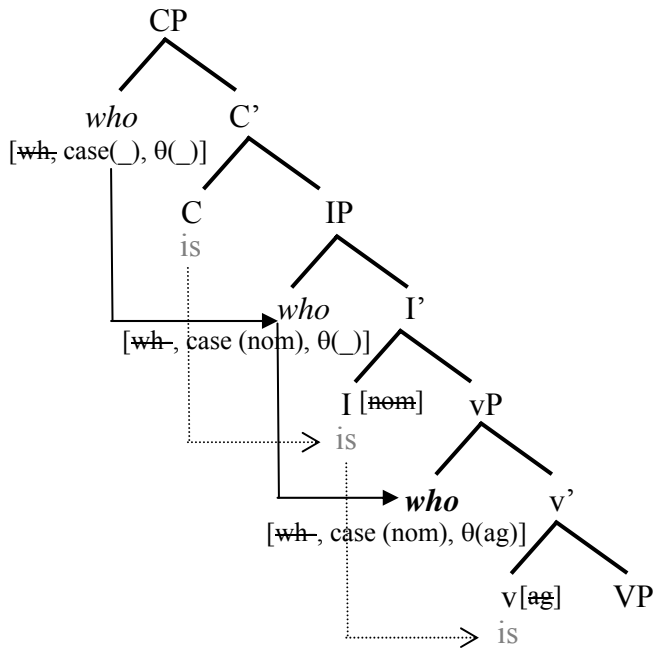 CP
who C’
[wh, case(_), θ(_)]
C IP
is
who I’
[wh , case (nom), θ(_)]
I [nom] vP
is
who v’
[wh , case (nom), θ(ag)]
v[ag] VP
is